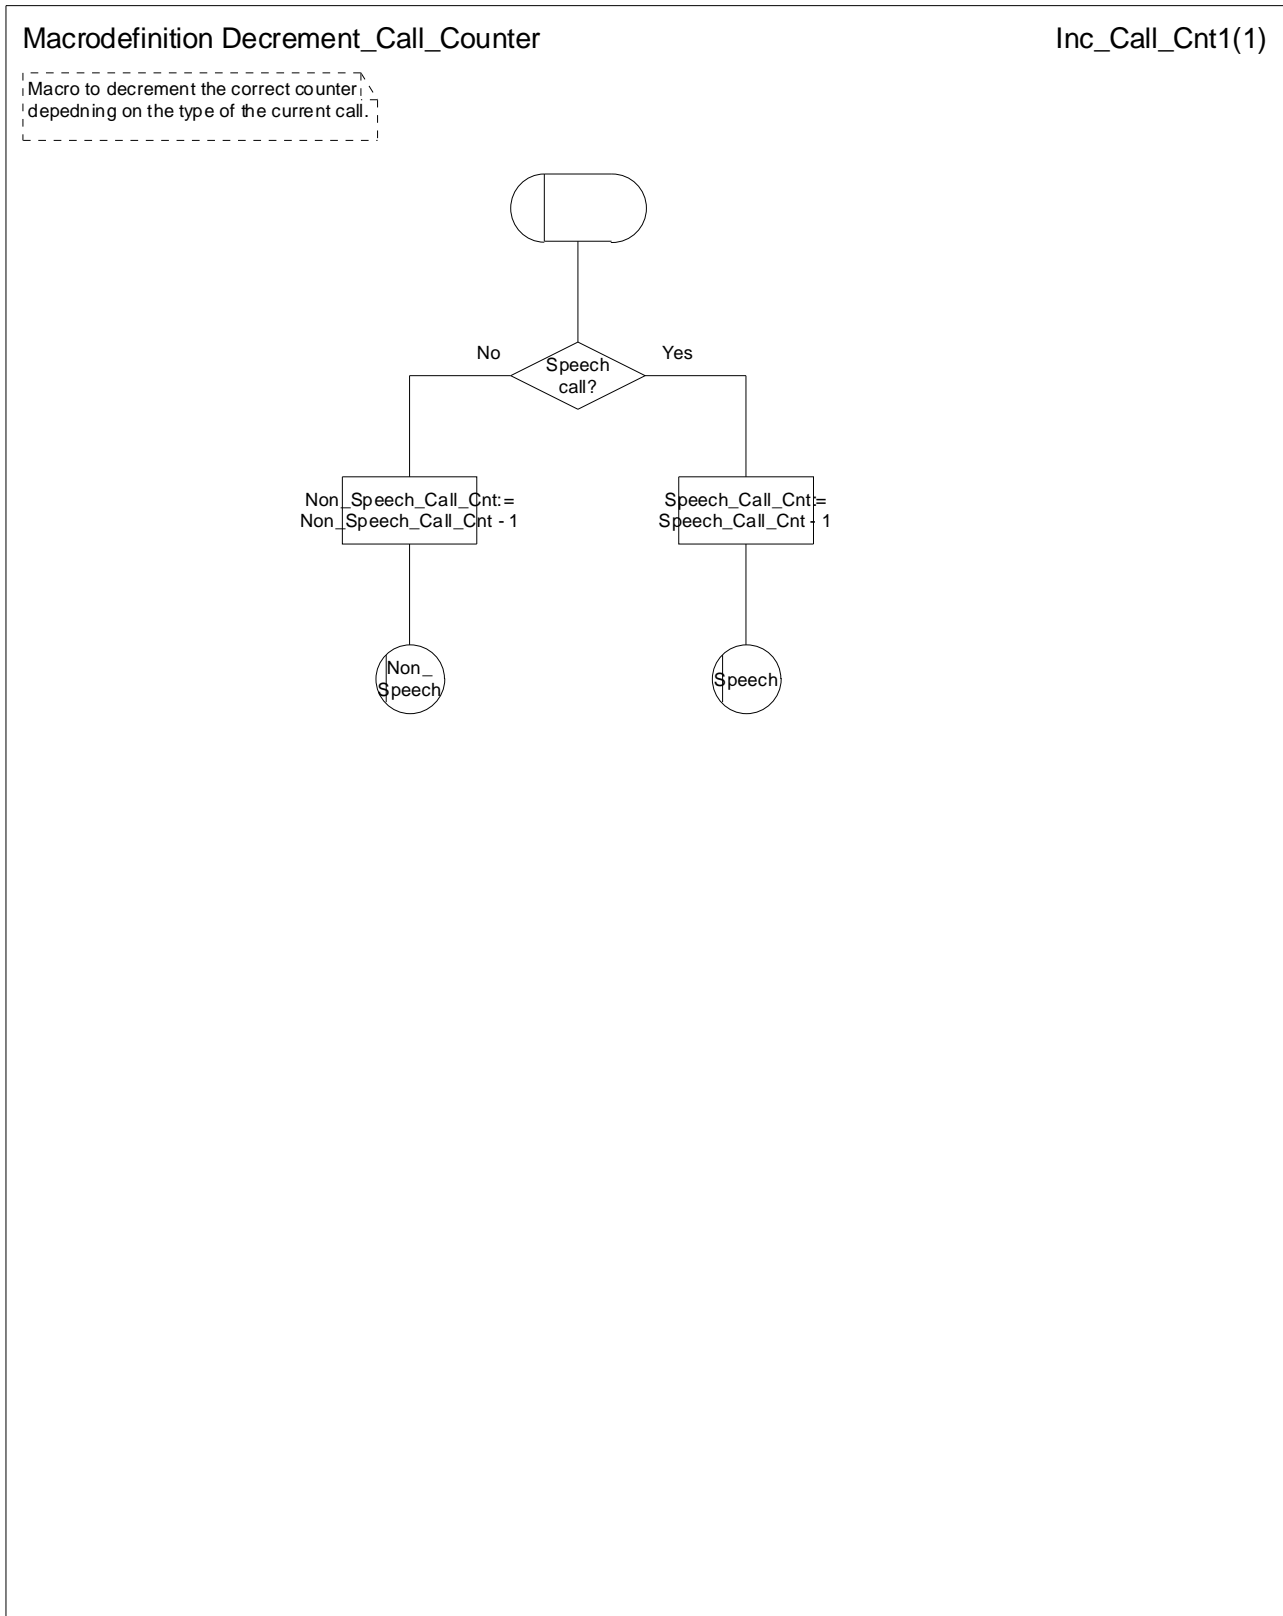 Macrodefinition Decrement_Call_Counter
Inc_Call_Cnt1(1)
Macro to decrement the correct counter
depedning on the type of the current call.
No
Yes
Speech
call?
Non_Speech_Call_Cnt:=
Non_Speech_Call_Cnt - 1
Speech_Call_Cnt:=
Speech_Call_Cnt - 1
Non_
Speech
Speech